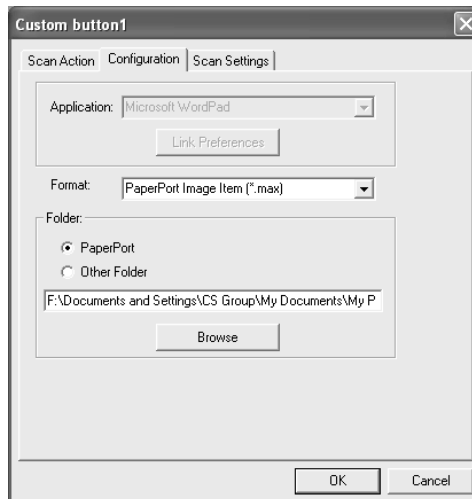 Custom button1
Scan Action Configuration Scan Settings
Application: Microsoft WordPad
Link Preferences
Format: PaperPort Image Item (*.max)
Folder:
PaperPort
Other Folder
F:\Documents and Settings\CS Group\My Documents\My P
Browse
OK Cancel